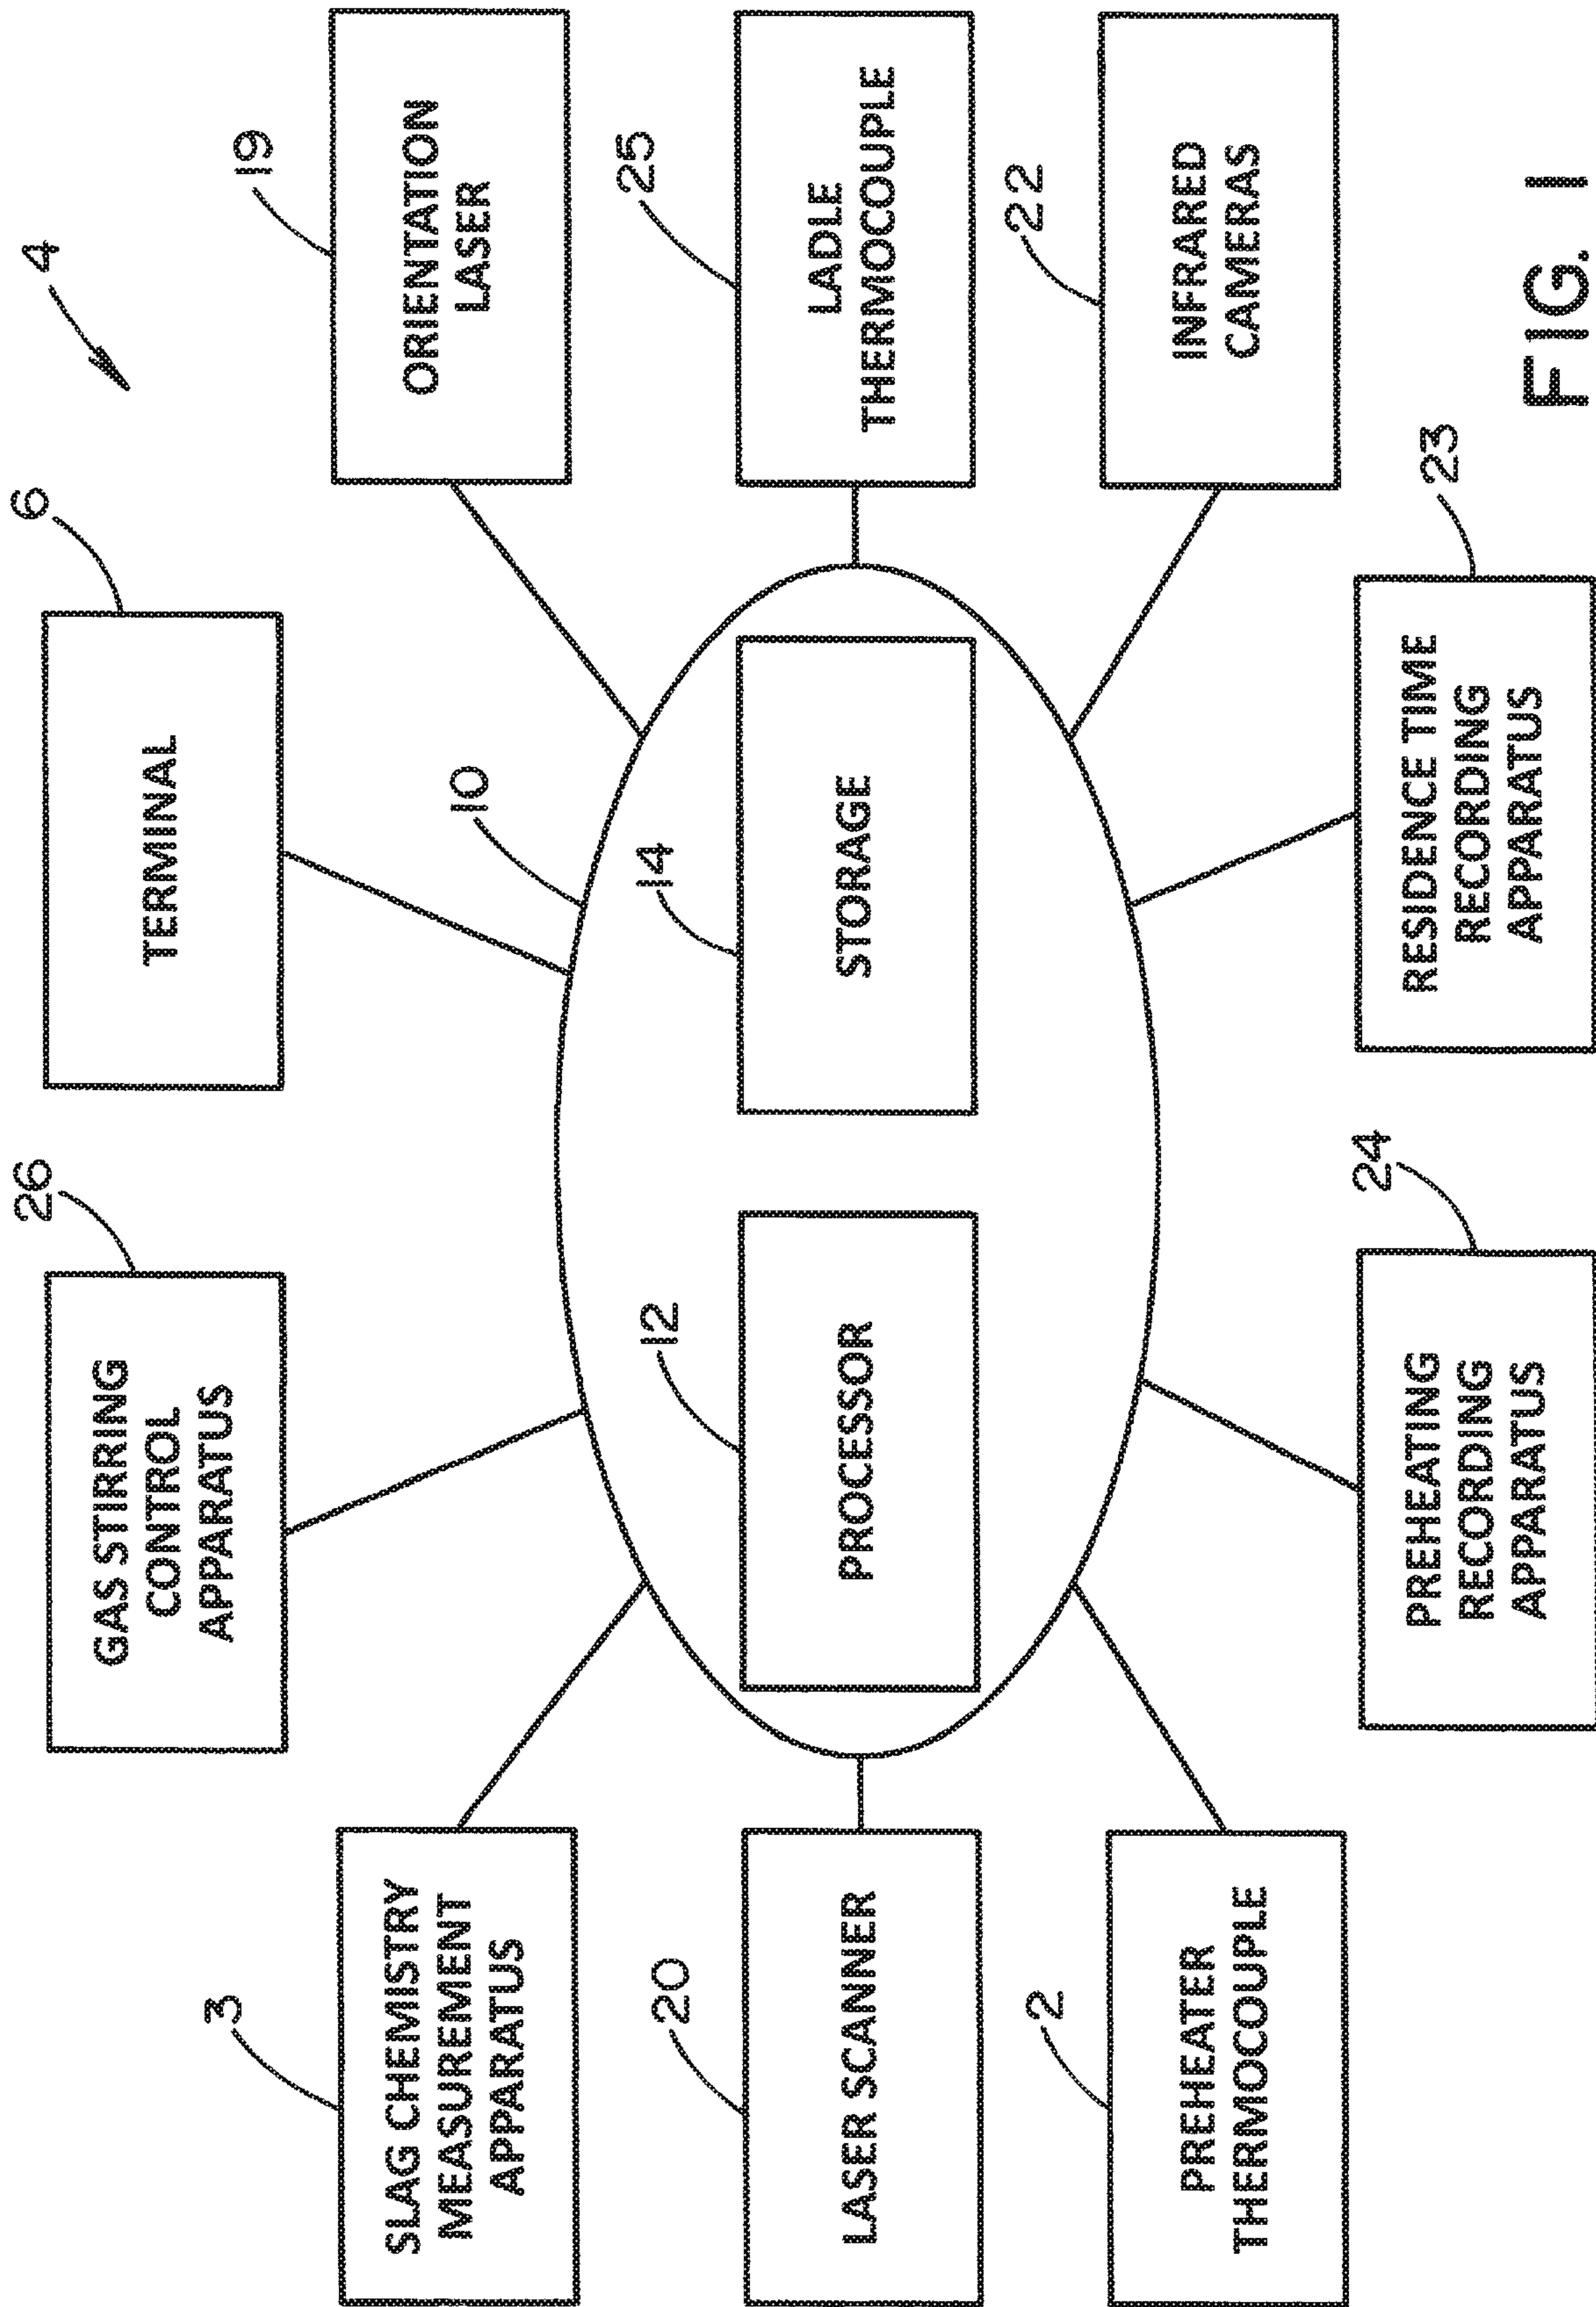 4
26
GAS STIRRING
CONTROL
APPARATUS
6
TERMINAL
3
SLAG CHEMISTRY
MEASUREMENT
APPARATUS
19
ORIENTATION
LASER
10
20
LASER SCANNER
12
PROCESSOR
14
STORAGE
25
LADLE
THERMOCOUPLE
2
PREHEATER
THERMOCOUPLE
22
INFRARED
CAMERAS
24
PREHEATING
RECORDING
APPARATUS
23
RESIDENCE TIME
RECORDING
APPARATUS
FIG. 1